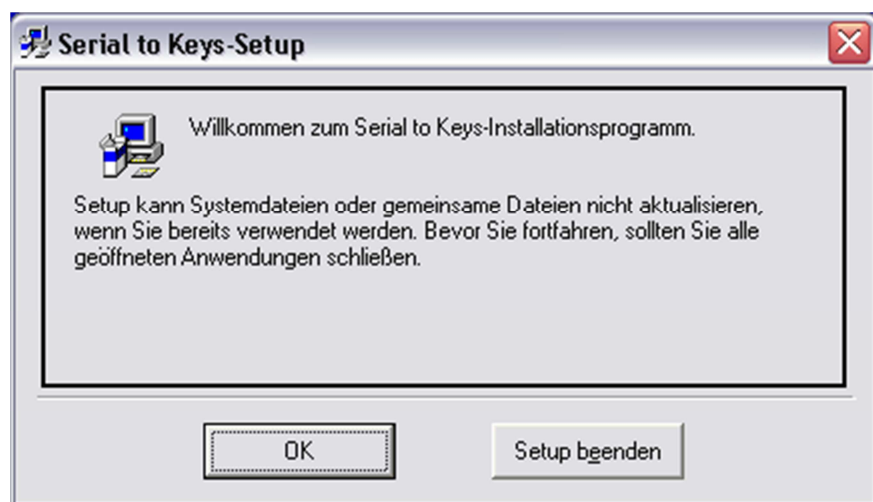 Serial to Keys-Setup
Willkommen zum Serial to Keys-Installationsprogramm.
Setup kann Systemdateien oder gemeinsame Dateien nicht aktualisieren,
wenn Sie bereits verwendet werden. Bevor Sie fortfahren, sollten Sie alle
geöffneten Anwendungen schließen.
OK
Setup beenden